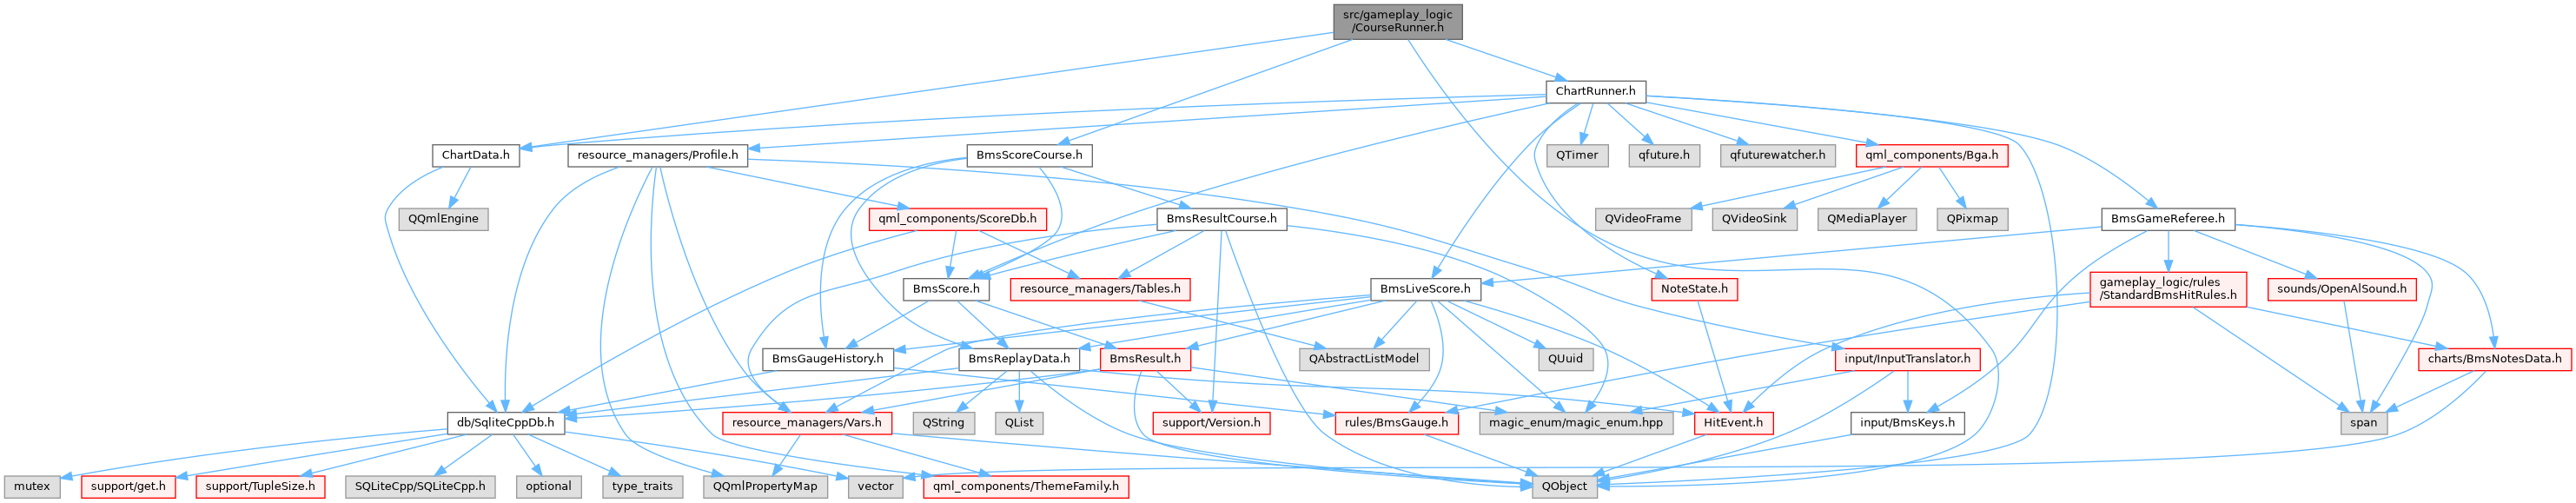 src/gameplay_logic
/CourseRunner.h
ChartRunner.h
ChartData.h
resource_managers/Profile.h
BmsScoreCourse.h
QTimer
qfuture.h
qfuturewatcher.h
qml_components/Bga.h
QQmlEngine
qml_components/ScoreDb.h
BmsResultCourse.h
QVideoFrame
QVideoSink
QMediaPlayer
QPixmap
BmsGameReferee.h
BmsScore.h
resource_managers/Tables.h
BmsLiveScore.h
NoteState.h
gameplay_logic/rules
/StandardBmsHitRules.h
sounds/OpenAlSound.h
BmsGaugeHistory.h
BmsReplayData.h
BmsResult.h
QAbstractListModel
QUuid
input/InputTranslator.h
charts/BmsNotesData.h
db/SqliteCppDb.h
resource_managers/Vars.h
QString
QList
support/Version.h
rules/BmsGauge.h
magic_enum/magic_enum.hpp
HitEvent.h
input/BmsKeys.h
span
mutex
support/get.h
support/TupleSize.h
SQLiteCpp/SQLiteCpp.h
optional
type_traits
QQmlPropertyMap
vector
qml_components/ThemeFamily.h
QObject